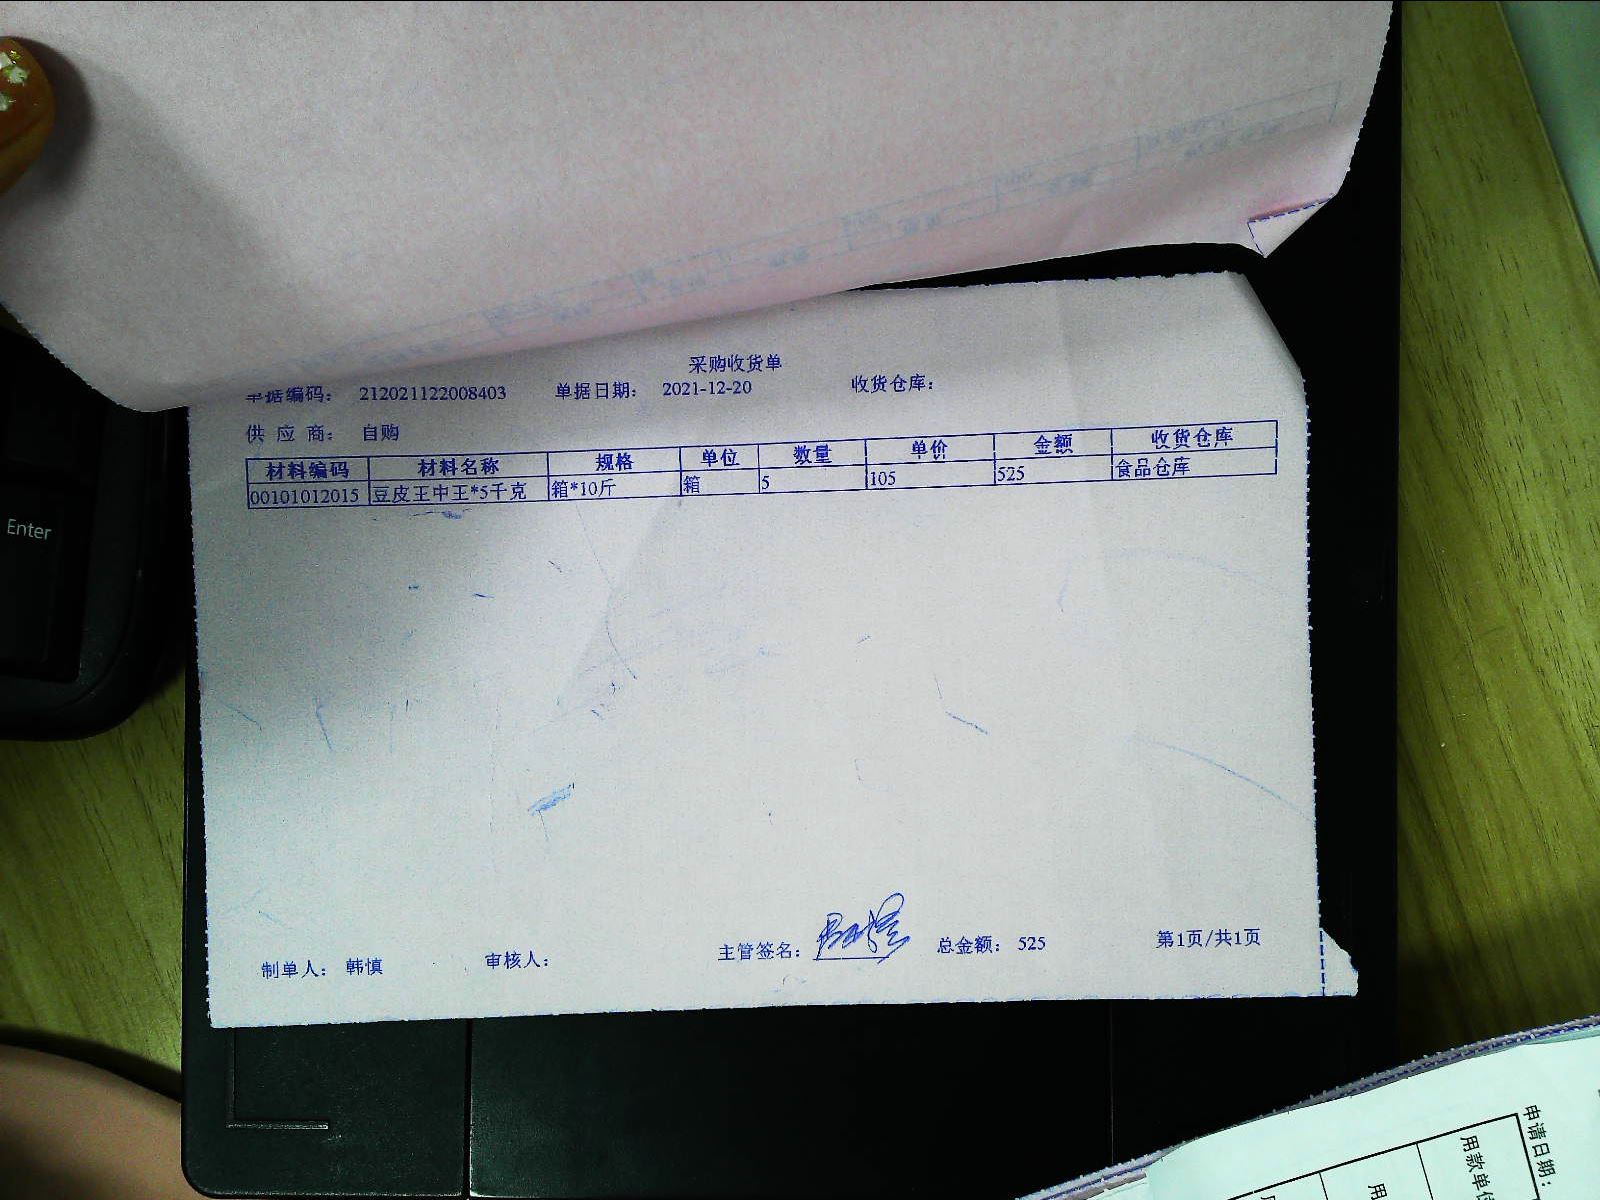 采购收货单
单据编码： 212021122008403 单据日期： 2021-12-20 收货仓库：
供 应 商： 自购
材料编码 材料名称 规格 单位 数量 单价 金额 收货仓库
00101012015 豆皮王中王*5千克 箱*10斤 箱 5 105 525 食品仓库
制单人： 韩慎 审核人： 主管签名： 总金额： 525 第1页/共1页
Enter
申请日期：
用款单位
用